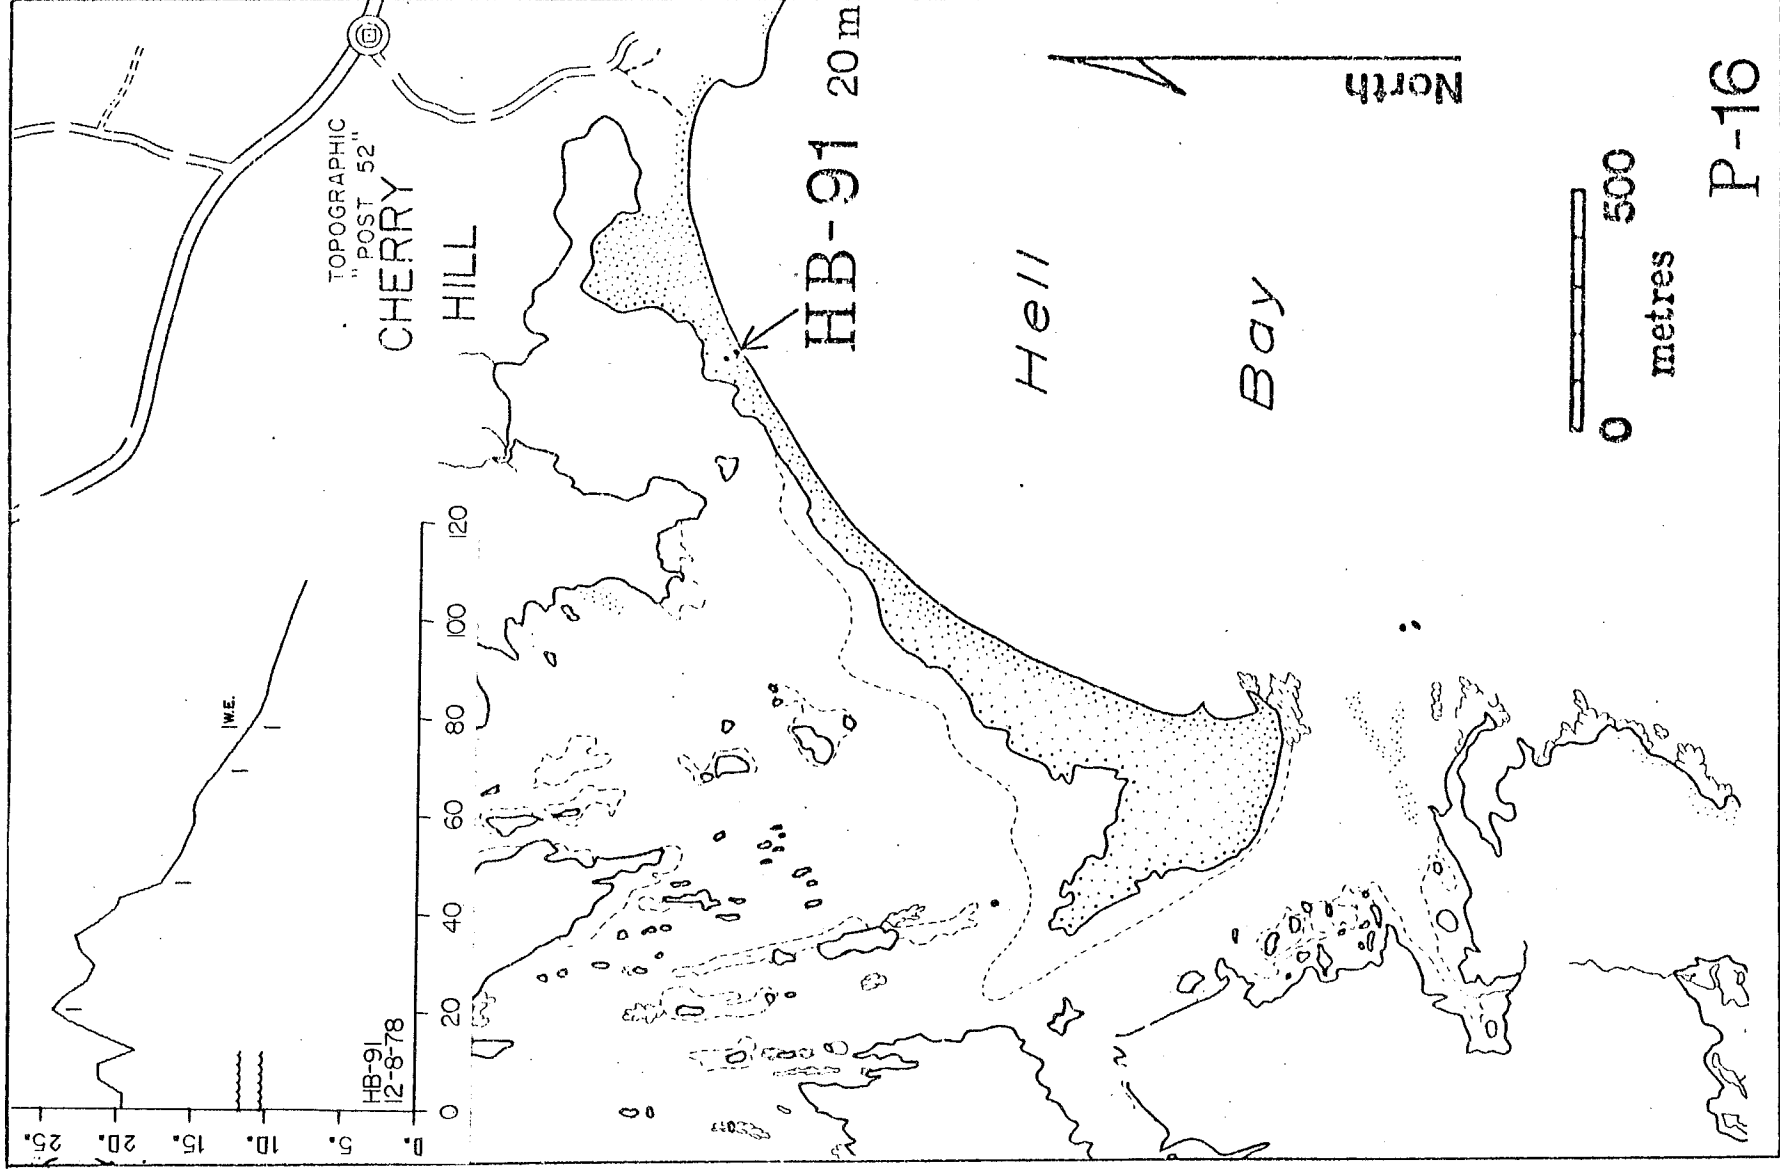 TOPOGRAPHIC
"POST 52"
CHERRY
HILL
HB-91 20m
North
Hell
Bay
0 500
metres
P-16
25. 20. 15. 10. 5. 0.
0 20 40 60 80 100 120
W.E.
HB-91
12-8-78